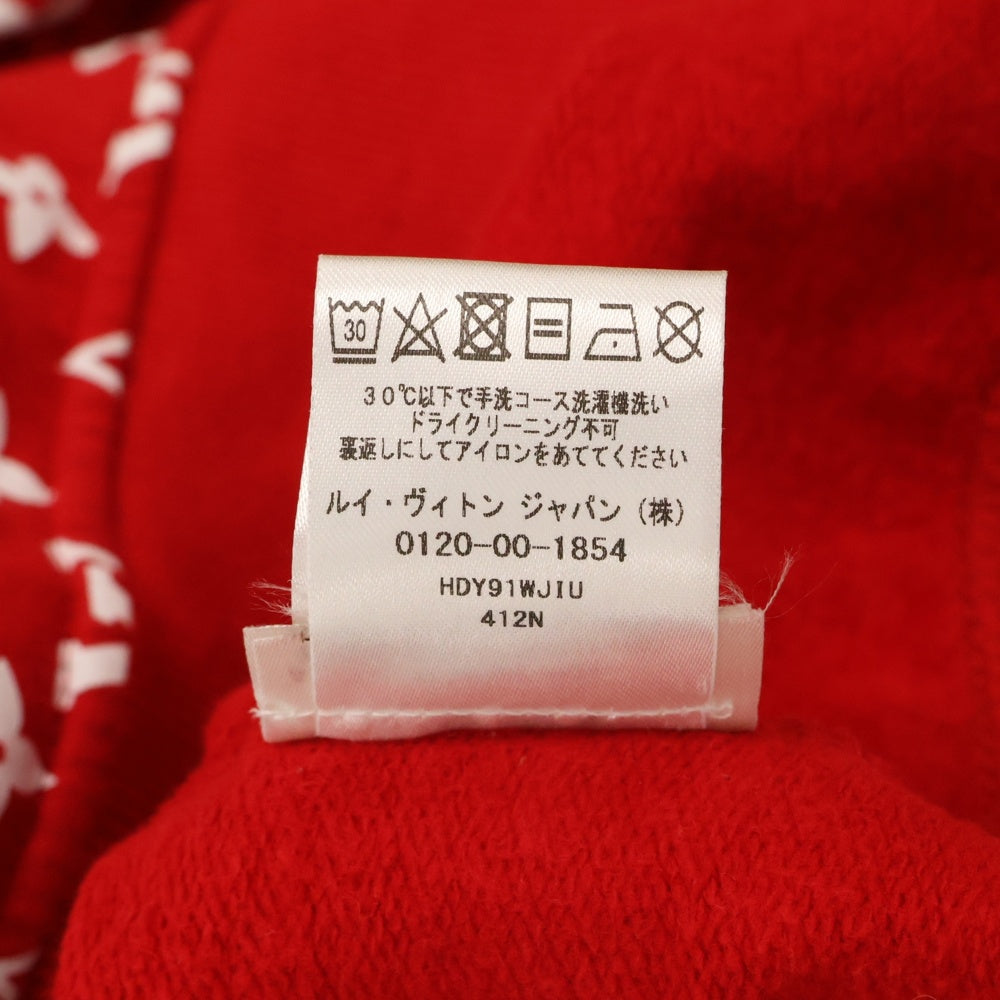 30
30℃以下で手洗コース洗濯機洗い
ドライクリーニング不可
裏返しにしてアイロンをあててください
ルイ・ヴィトン ジャパン (株)
0120-00-1854
HDY91WJIU
412N